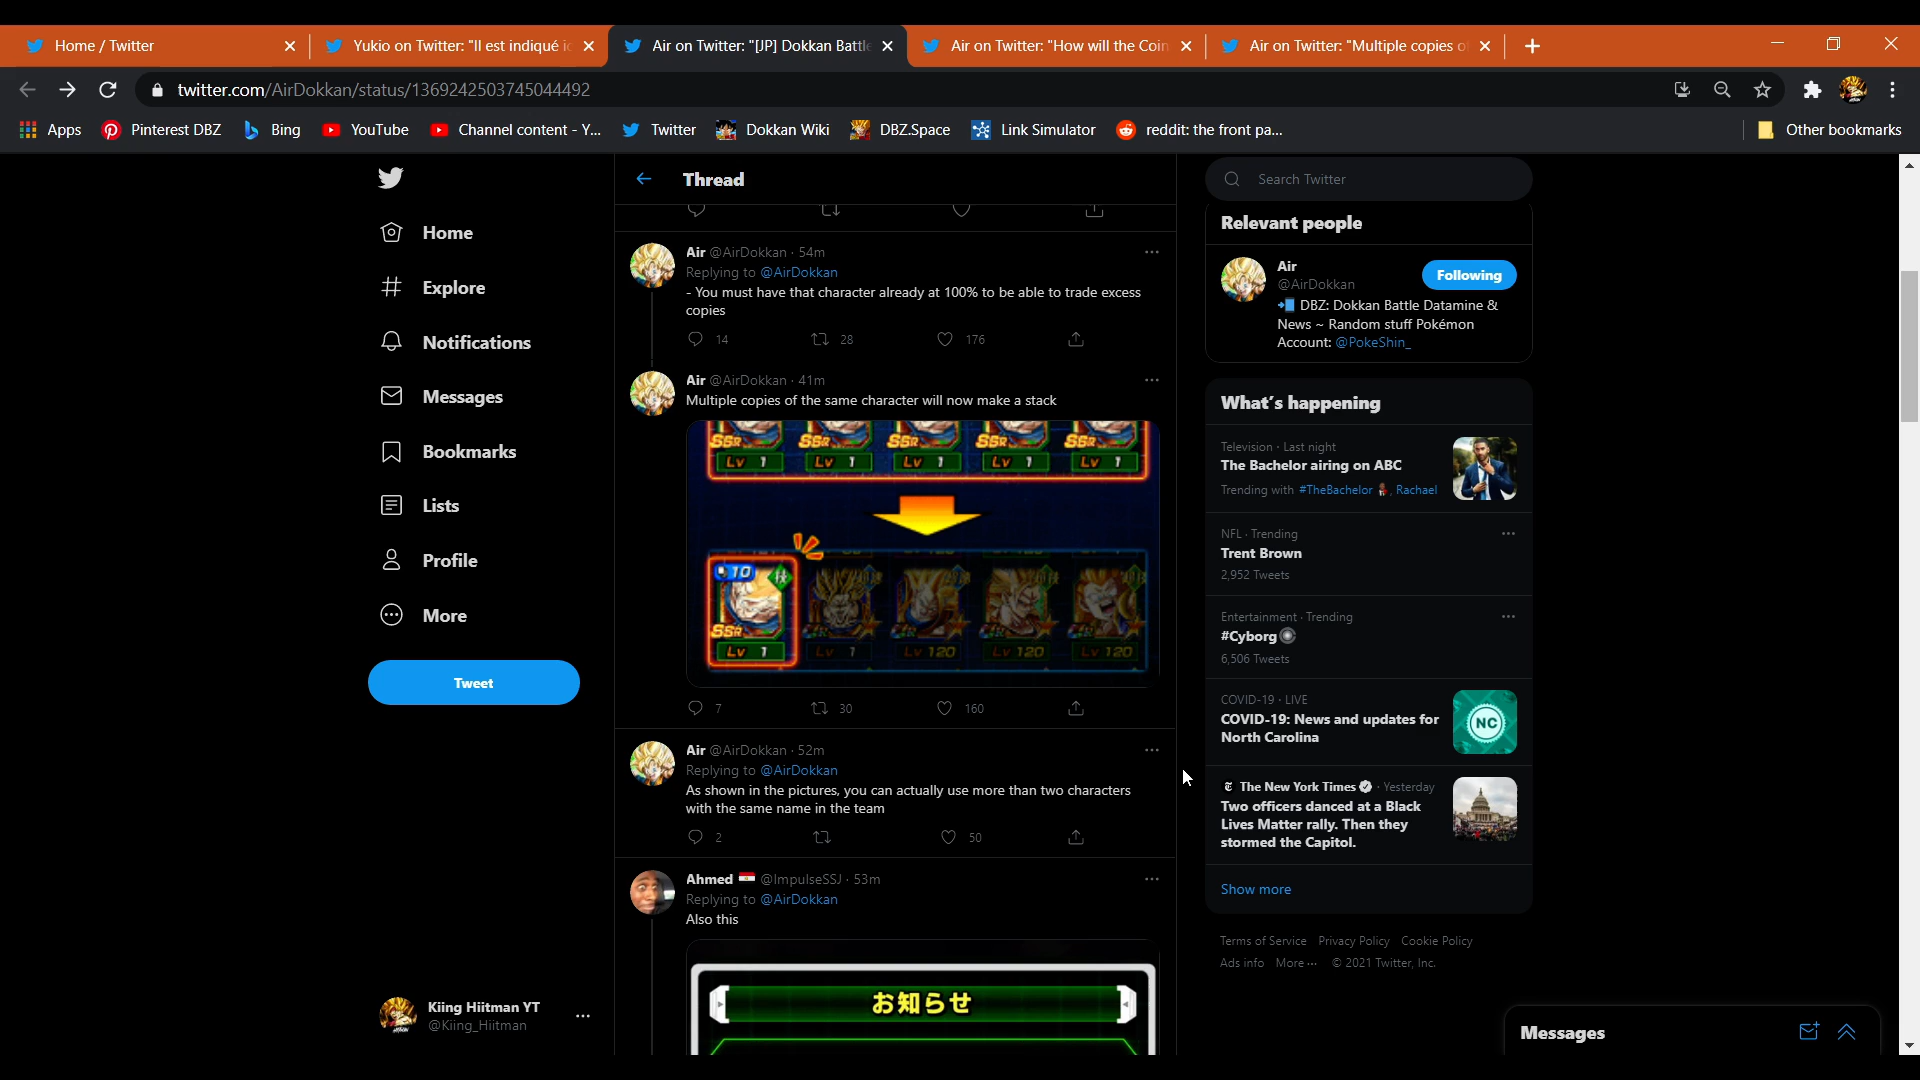 Home / Twitter
Yukio on Twitter: "Il est indiqué ic
Air on Twitter: "[JP] Dokkan Battle
Air on Twitter: "How will the Coin
Air on Twitter: "Multiple copies of
twitter.com/AirDokkan/status/1369242503745044492
Apps
Pinterest DBZ
Bing
YouTube
Channel content - Y...
Twitter
Dokkan Wiki
DBZ.Space
Link Simulator
reddit: the front pa...
Other bookmarks
Home
Explore
Notifications
Messages
Bookmarks
Lists
Profile
More
Tweet
Kiing Hiitman YT
@Kiing_Hiitman
Thread
Air @AirDokkan · 54m
Replying to @AirDokkan
- You must have that character already at 100% to be able to trade excess
copies
14 28 176
Air @AirDokkan · 41m
Multiple copies of the same character will now make a stack
SSR SSR SSR SSR SSR
Lv 1 Lv 1 Lv 1 Lv 1 Lv 1
10
SSR
Lv 1 Lv 1 Lv 120 Lv 120 Lv 120
7 30 160
Air @AirDokkan · 52m
Replying to @AirDokkan
As shown in the pictures, you can actually use more than two characters
with the same name in the team
2 50
Ahmed @ImpulseSSJ · 53m
Replying to @AirDokkan
Also this
お知らせ
Search Twitter
Relevant people
Air
@AirDokkan
Following
DBZ: Dokkan Battle Datamine &
News ~ Random stuff Pokémon
Account: @PokeShin_
What's happening
Television · Last night
The Bachelor airing on ABC
Trending with #TheBachelor, Rachael
NFL · Trending
Trent Brown
2,952 Tweets
Entertainment · Trending
#Cyborg
6,506 Tweets
COVID-19 · LIVE
COVID-19: News and updates for
North Carolina
NC
The New York Times · Yesterday
Two officers danced at a Black
Lives Matter rally. Then they
stormed the Capitol.
Show more
Terms of Service Privacy Policy Cookie Policy
Ads info More ··· © 2021 Twitter, Inc.
Messages